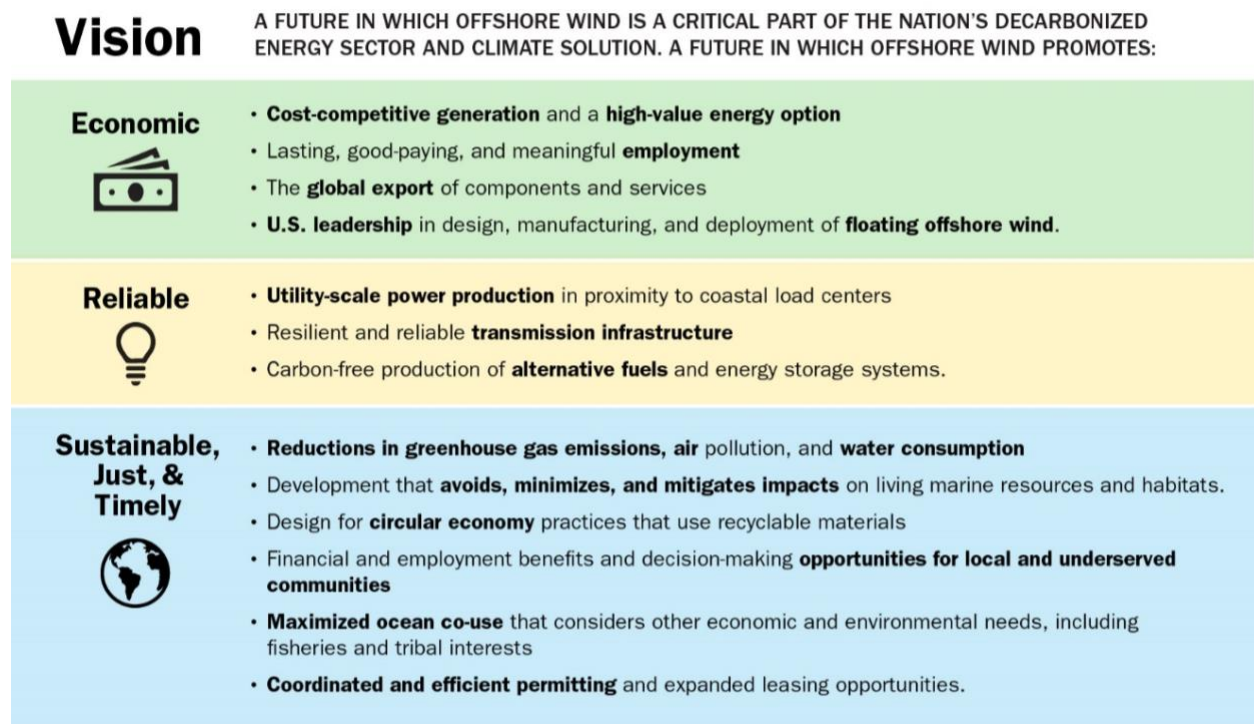 Vision
A FUTURE IN WHICH OFFSHORE WIND IS A CRITICAL PART OF THE NATION'S DECARBONIZED
ENERGY SECTOR AND CLIMATE SOLUTION. A FUTURE IN WHICH OFFSHORE WIND PROMOTES:
Economic
• Cost-competitive generation and a high-value energy option
• Lasting, good-paying, and meaningful employment
• The global export of components and services
• U.S. leadership in design, manufacturing, and deployment of floating offshore wind.
Reliable
• Utility-scale power production in proximity to coastal load centers
• Resilient and reliable transmission infrastructure
• Carbon-free production of alternative fuels and energy storage systems.
Sustainable,
Just, &
Timely
• Reductions in greenhouse gas emissions, air pollution, and water consumption
• Development that avoids, minimizes, and mitigates impacts on living marine resources and habitats.
• Design for circular economy practices that use recyclable materials
• Financial and employment benefits and decision-making opportunities for local and underserved
communities
• Maximized ocean co-use that considers other economic and environmental needs, including
fisheries and tribal interests
• Coordinated and efficient permitting and expanded leasing opportunities.